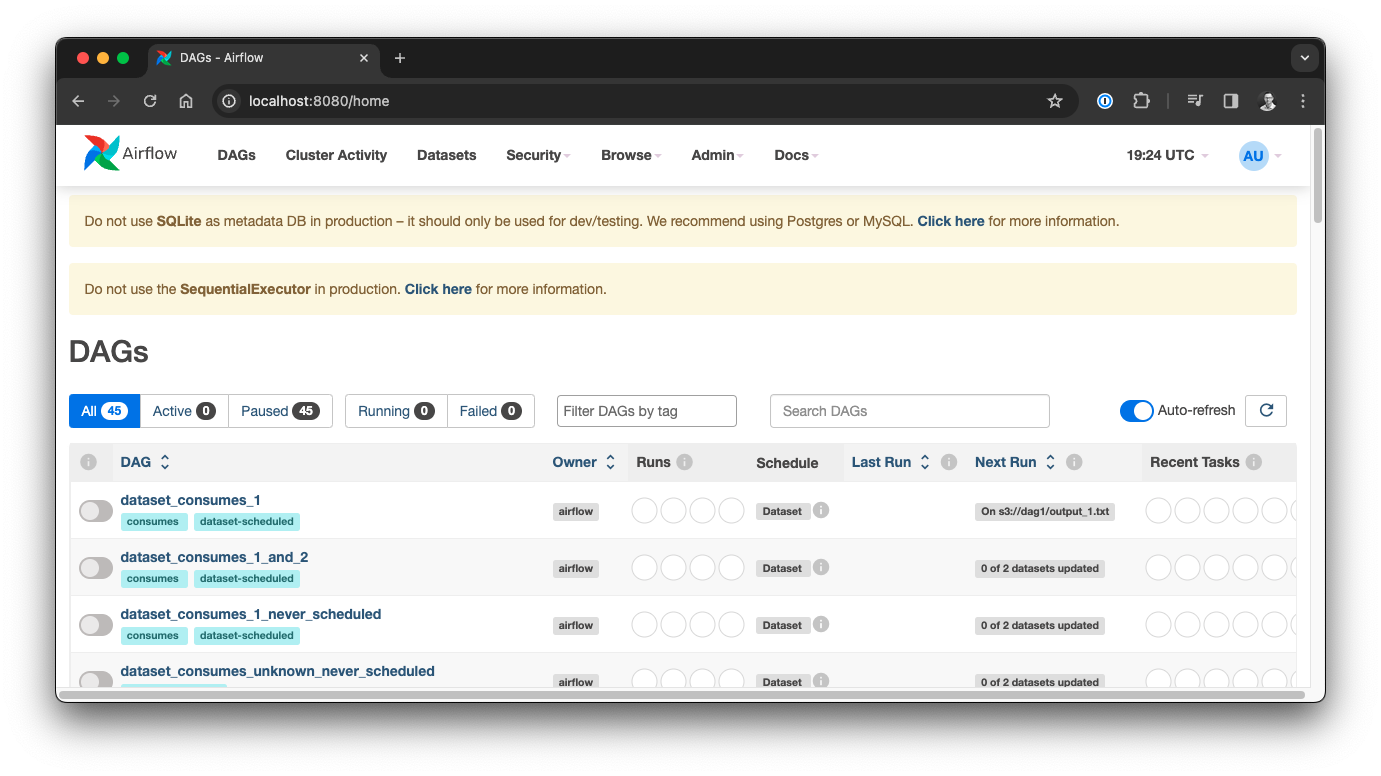 DAGs - Airflow
localhost:8080/home
Airflow DAGs Cluster Activity Datasets Security Browse Admin Docs 19:24 UTC AU
Do not use SQLite as metadata DB in production – it should only be used for dev/testing. We recommend using Postgres or MySQL. Click here for more information.
Do not use the SequentialExecutor in production. Click here for more information.
DAGs
All 45 Active 0 Paused 45 Running 0 Failed 0 Filter DAGs by tag Search DAGs Auto-refresh
DAG Owner Runs Schedule Last Run Next Run Recent Tasks
dataset_consumes_1
consumes dataset-scheduled airflow Dataset On s3://dag1/output_1.txt
dataset_consumes_1_and_2
consumes dataset-scheduled airflow Dataset 0 of 2 datasets updated
dataset_consumes_1_never_scheduled
consumes dataset-scheduled airflow Dataset 0 of 2 datasets updated
dataset_consumes_unknown_never_scheduled
airflow Dataset 0 of 2 datasets updated